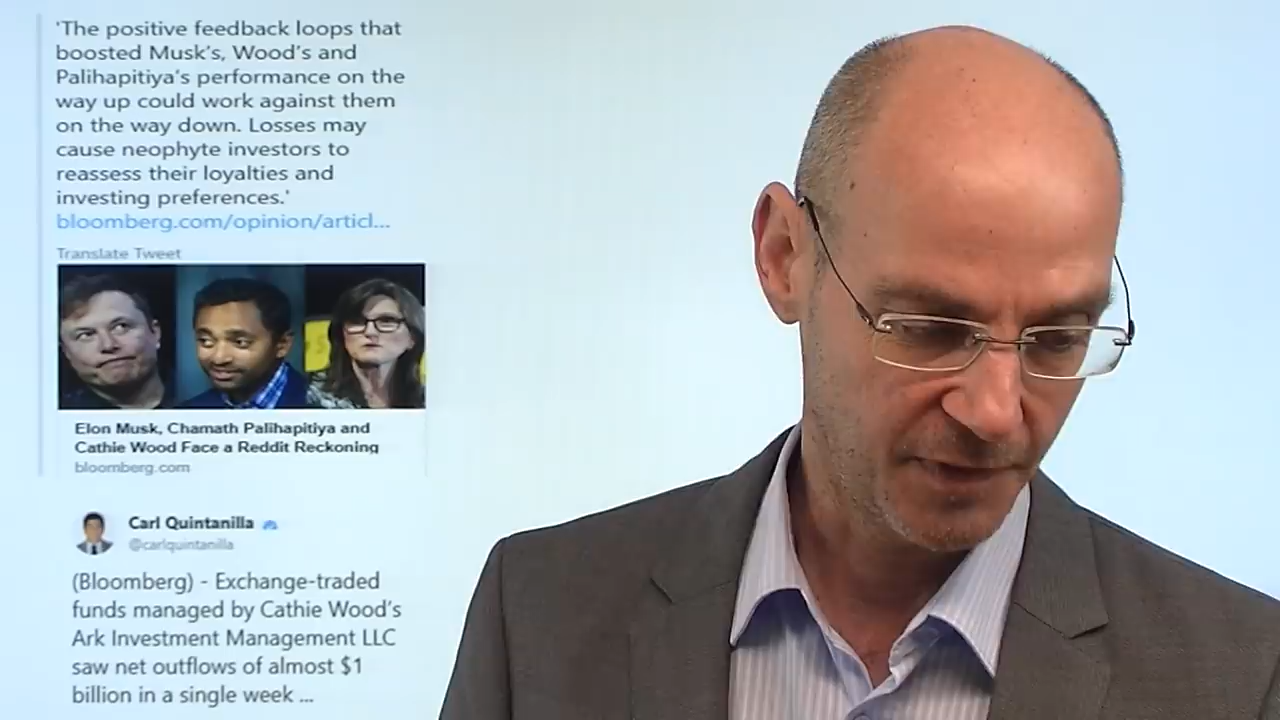 'The positive feedback loops that
boosted Musk's, Wood's and
Palihapitiya's performance on the
way up could work against them
on the way down. Losses may
cause neophyte investors to
reassess their loyalties and
investing preferences.'
bloomberg.com/opinion/articl...
Translate Tweet
Elon Musk, Chamath Palihapitiya and
Cathie Wood Face a Reddit Reckoning
bloomberg.com
Carl Quintanilla
@carlquintanilla
(Bloomberg) - Exchange-traded
funds managed by Cathie Wood's
Ark Investment Management LLC
saw net outflows of almost $1
billion in a single week ...